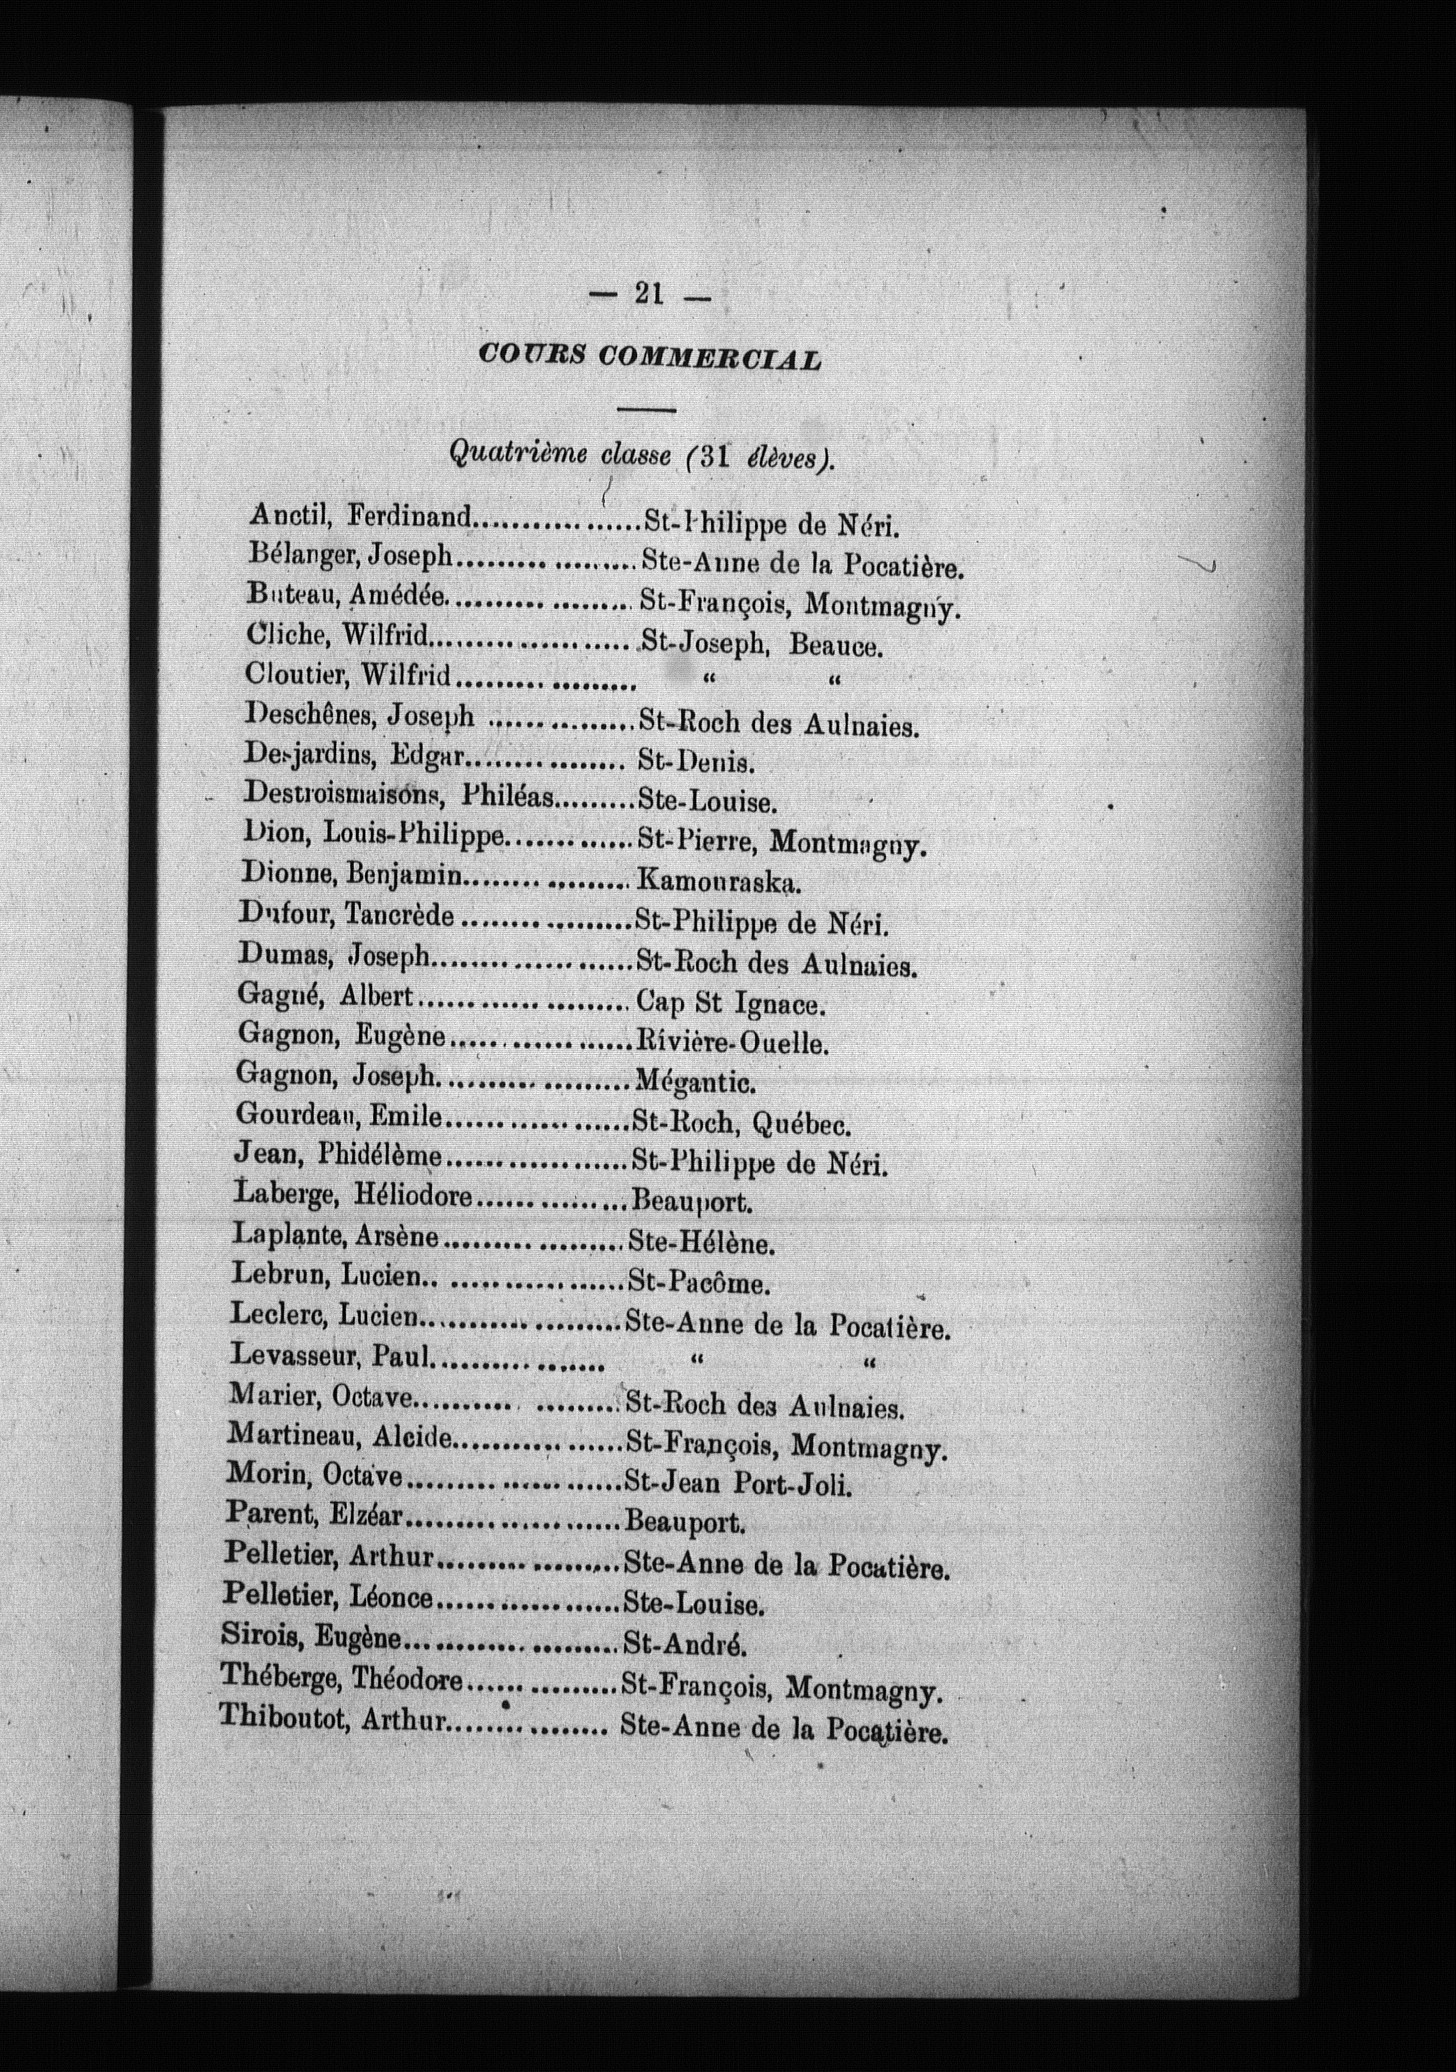 — 21 —
COURS COMMERCIAL
Quatrième classe (31 élèves).
Anctil, Ferdinand.................St-Philippe de Néri.
Bélanger, Joseph..................Ste-Anne de la Pocatière.
Buteau, Amédée...................St-François, Montmagny.
Cliche, Wilfrid.....................St-Joseph, Beauce.
Cloutier, Wilfrid.................. “ “
Deschênes, Joseph ...............St-Roch des Aulnaies.
Desjardins, Edgar................ St-Denis.
Destroismaisons, Philéas.........Ste-Louise.
Dion, Louis-Philippe.............St-Pierre, Montmagny.
Dionne, Benjamin.................Kamouraska.
Dufour, Tancrède .................St-Philippe de Néri.
Dumas, Joseph.....................St-Roch des Aulnaies.
Gagné, Albert.....................Cap St Ignace.
Gagnon, Eugène..................Rivière-Ouelle.
Gagnon, Joseph...................Mégantic.
Gourdeau, Emile..................St-Roch, Québec.
Jean, Phidélème..................St-Philippe de Néri.
Laberge, Héliodore...............Beauport.
Laplante, Arsène..................Ste-Hélène.
Lebrun, Lucien.. .................St-Pacôme.
Leclerc, Lucien....................Ste-Anne de la Pocatière.
Levasseur, Paul................. “ “
Marier, Octave....................St-Roch des Aulnaies.
Martineau, Alcide.................St-François, Montmagny.
Morin, Octave.....................St-Jean Port-Joli.
Parent, Elzéar.....................Beauport.
Pelletier, Arthur..................Ste-Anne de la Pocatière.
Pelletier, Léonce..................Ste-Louise.
Sirois, Eugène.....................St-André.
Théberge, Théodore...............St-François, Montmagny.
Thiboutot, Arthur................ Ste-Anne de la Pocatière.